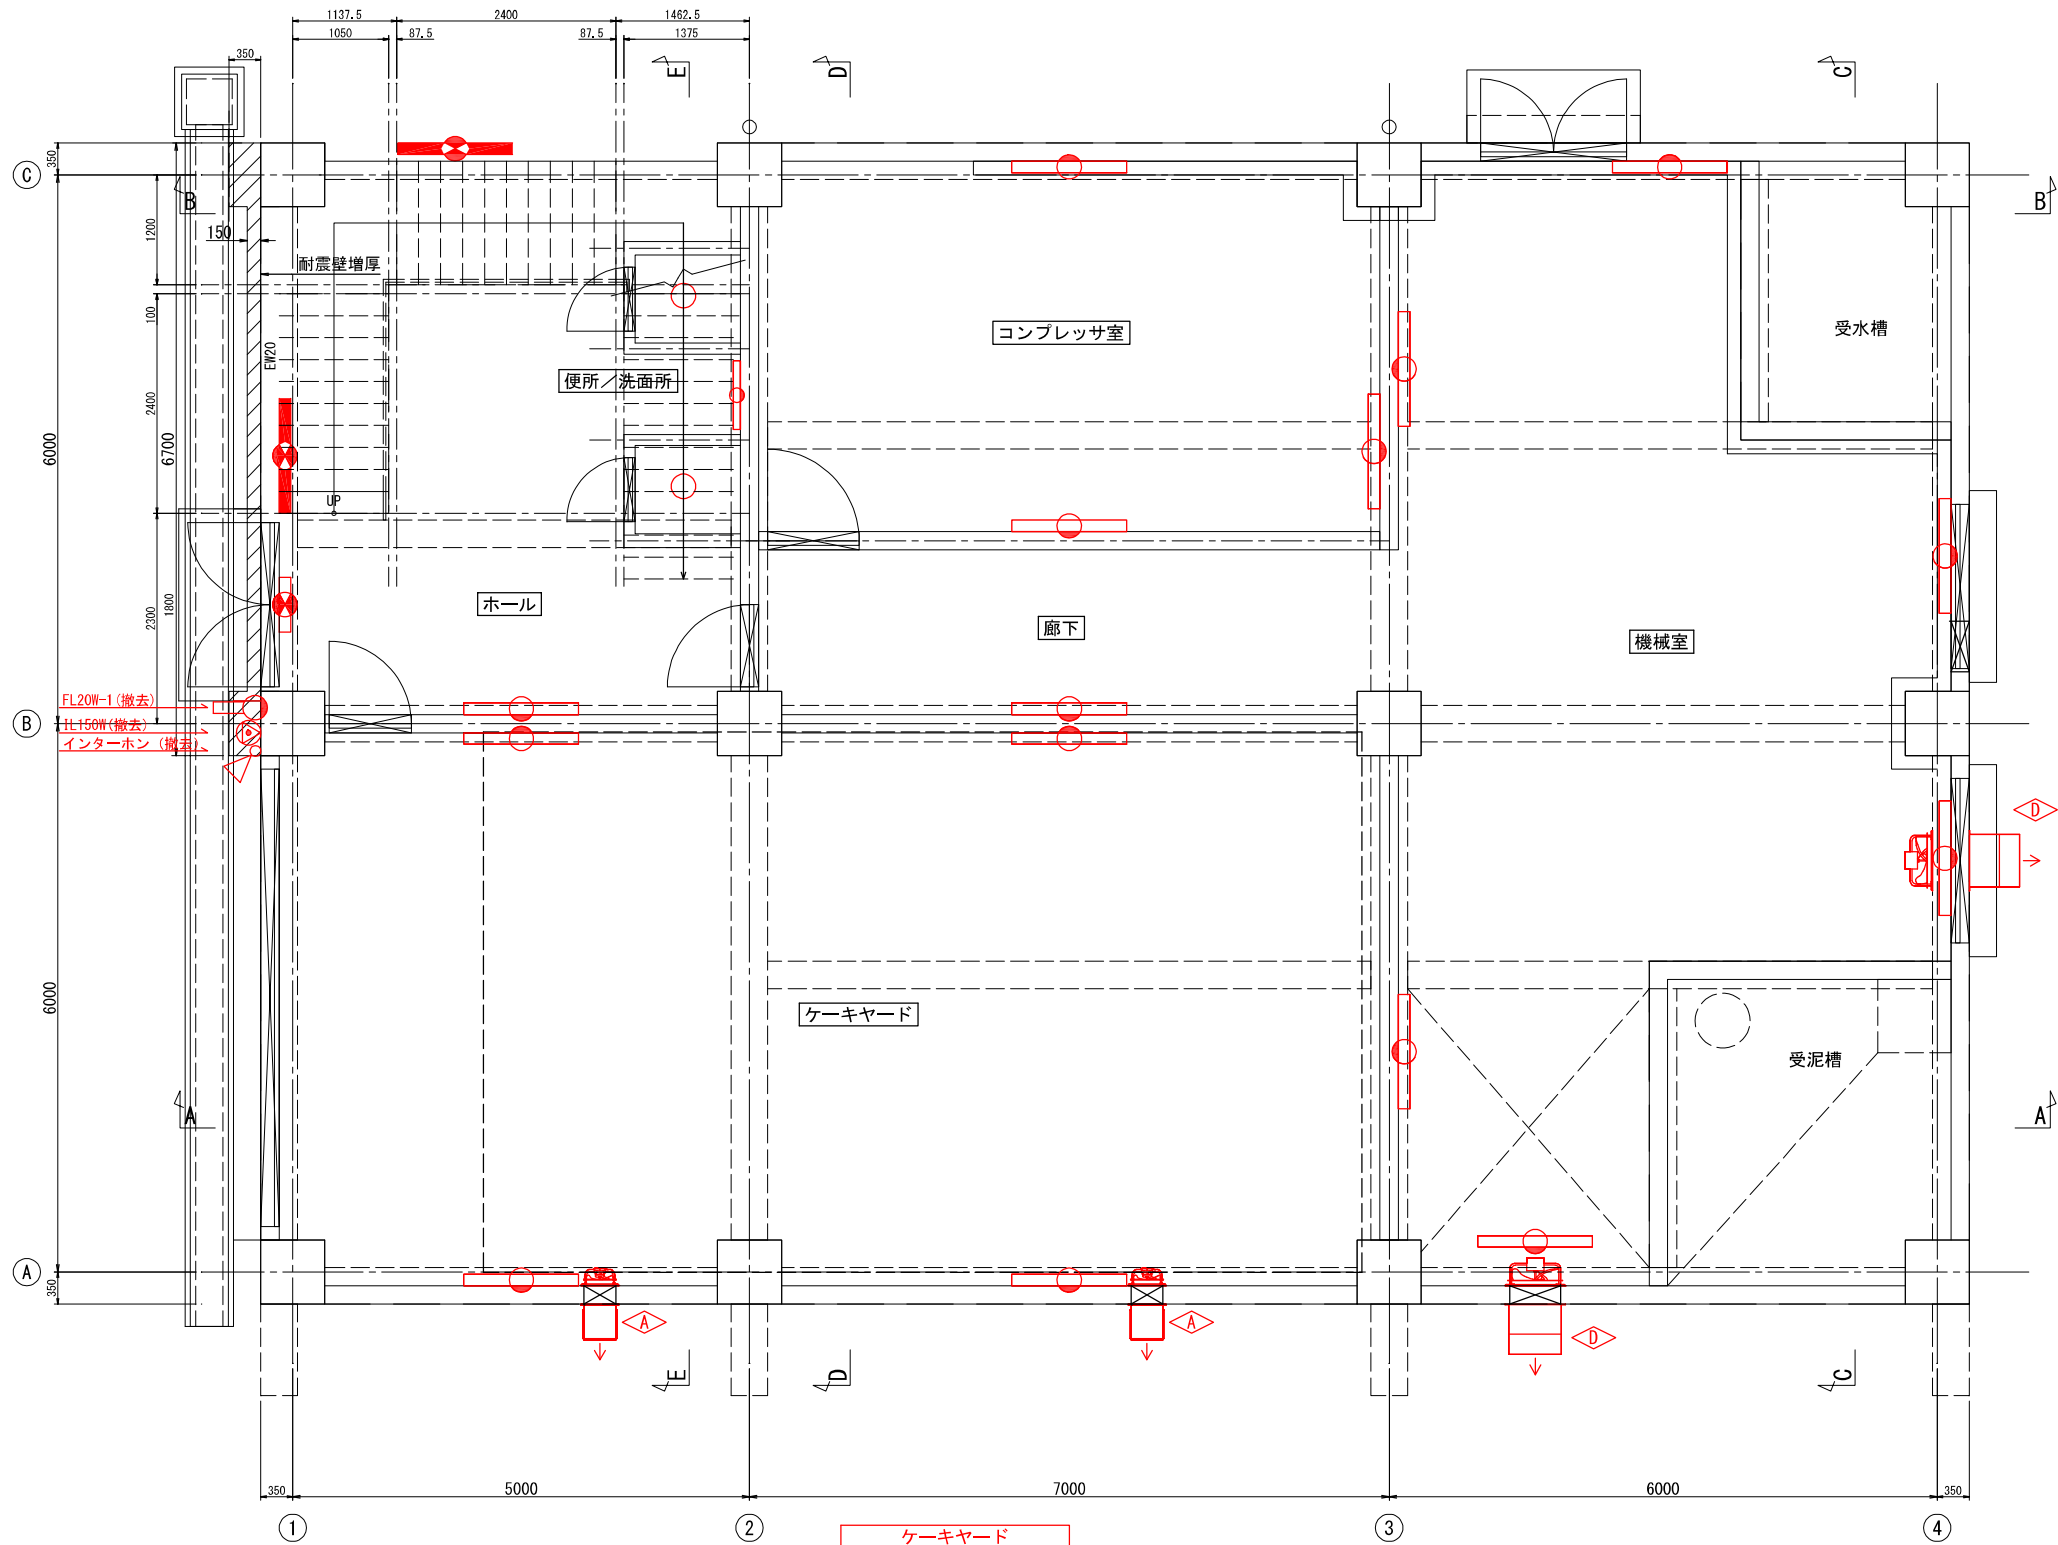 1137.5 2400 1462.5
1050 87.5 87.5 1375
350
E D C
C
350
B B
1200
150
耐震壁増厚
100
コンプレッサ室
受水槽
EW20
便所／洗面所
2400
6000
6700
UP
ホール
2300
1800
廊下
機械室
FL20W-1(撤去)
B
IL150W(撤去)
インターホン(撤去)
D
6000
ケーキヤード
受泥槽
A A
A
350
A A D
E D C
350 5000 7000 6000 350
1 2 3 4
ケーキヤード